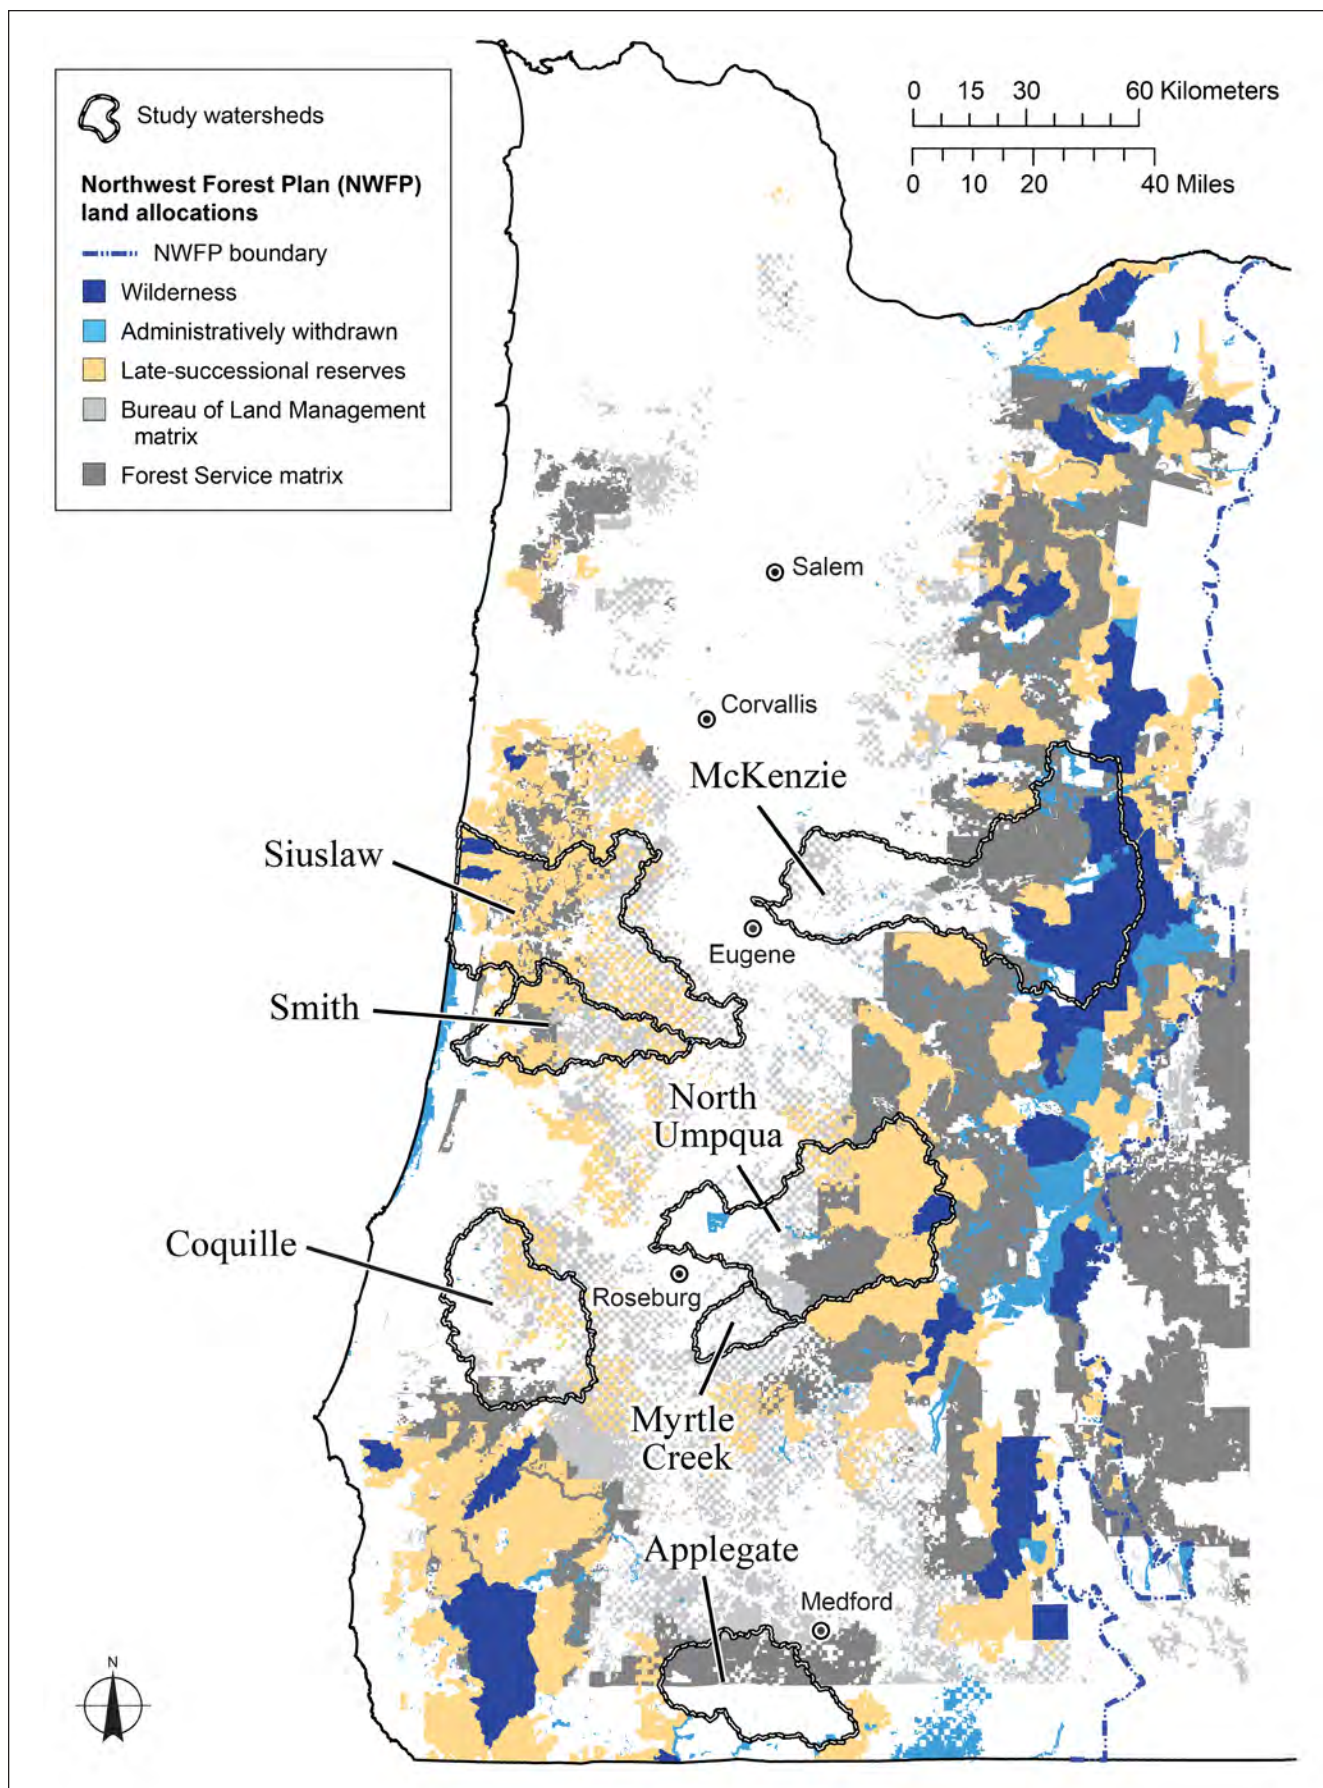 Study watersheds
Northwest Forest Plan (NWFP)
land allocations
NWFP boundary
Wilderness
Administratively withdrawn
Late-successional reserves
Bureau of Land Management
matrix
Forest Service matrix
0 15 30 60 Kilometers
0 10 20 40 Miles
Salem
Corvallis
McKenzie
Siuslaw
Eugene
Smith
North
Umpqua
Coquille
Roseburg
Myrtle
Creek
Applegate
Medford
N